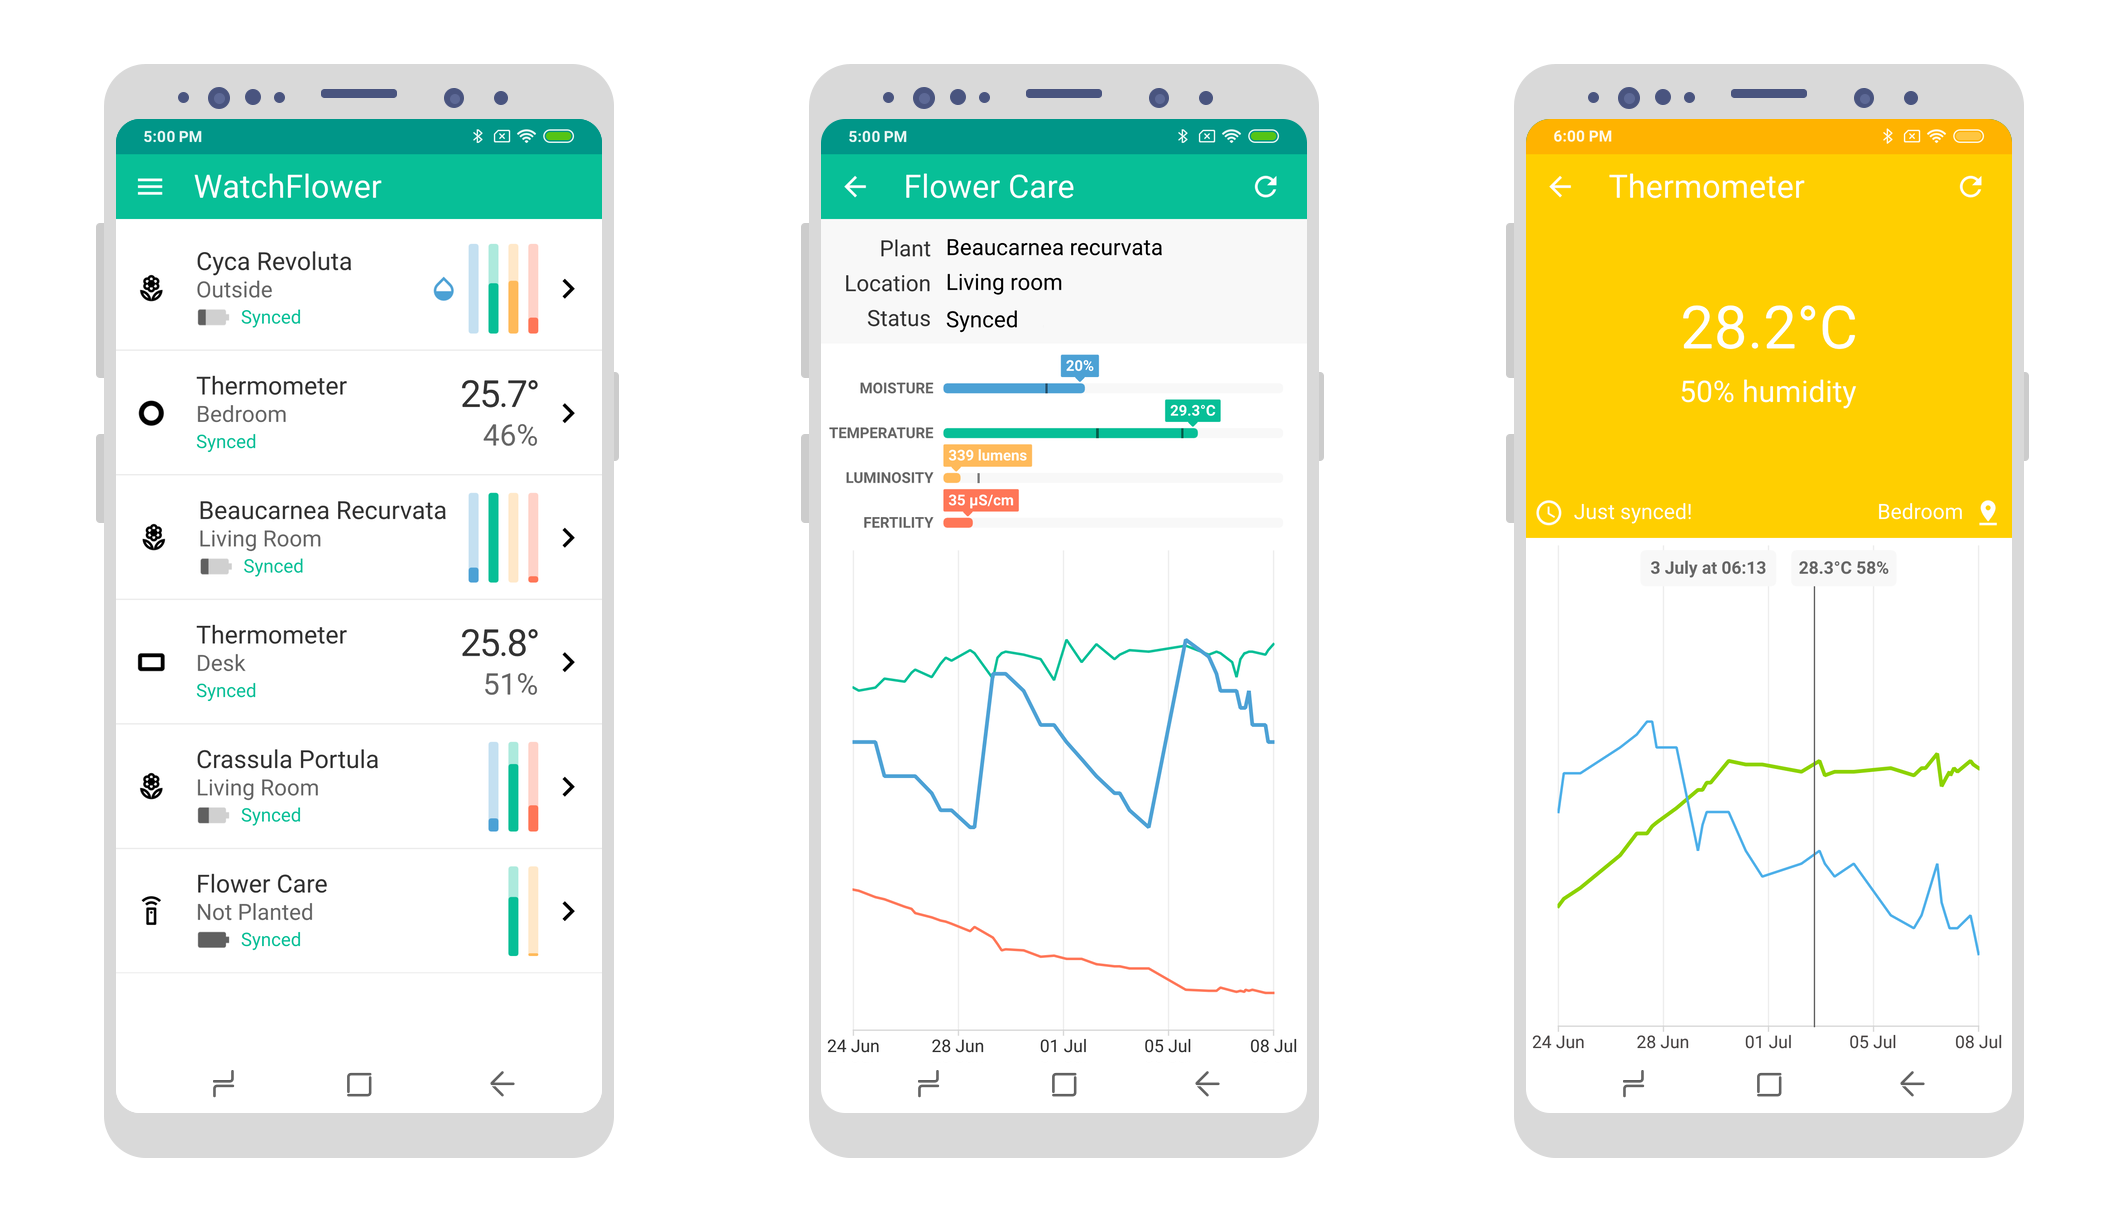 5:00 PM
WatchFlower
Cyca Revoluta
Outside
Synced
Thermometer
Bedroom
Synced
25.7°
46%
Beaucarnea Recurvata
Living Room
Synced
Thermometer
Desk
Synced
25.8°
51%
Crassula Portula
Living Room
Synced
Flower Care
Not Planted
Synced
5:00 PM
Flower Care
Plant Beaucarnea recurvata
Location Living room
Status Synced
20%
MOISTURE
29.3°C
TEMPERATURE
339 lumens
LUMINOSITY
35 µS/cm
FERTILITY
24 Jun 28 Jun 01 Jul 05 Jul 08 Jul
6:00 PM
Thermometer
28.2°C
50% humidity
Just synced! Bedroom
3 July at 06:13 28.3°C 58%
24 Jun 28 Jun 01 Jul 05 Jul 08 Jul